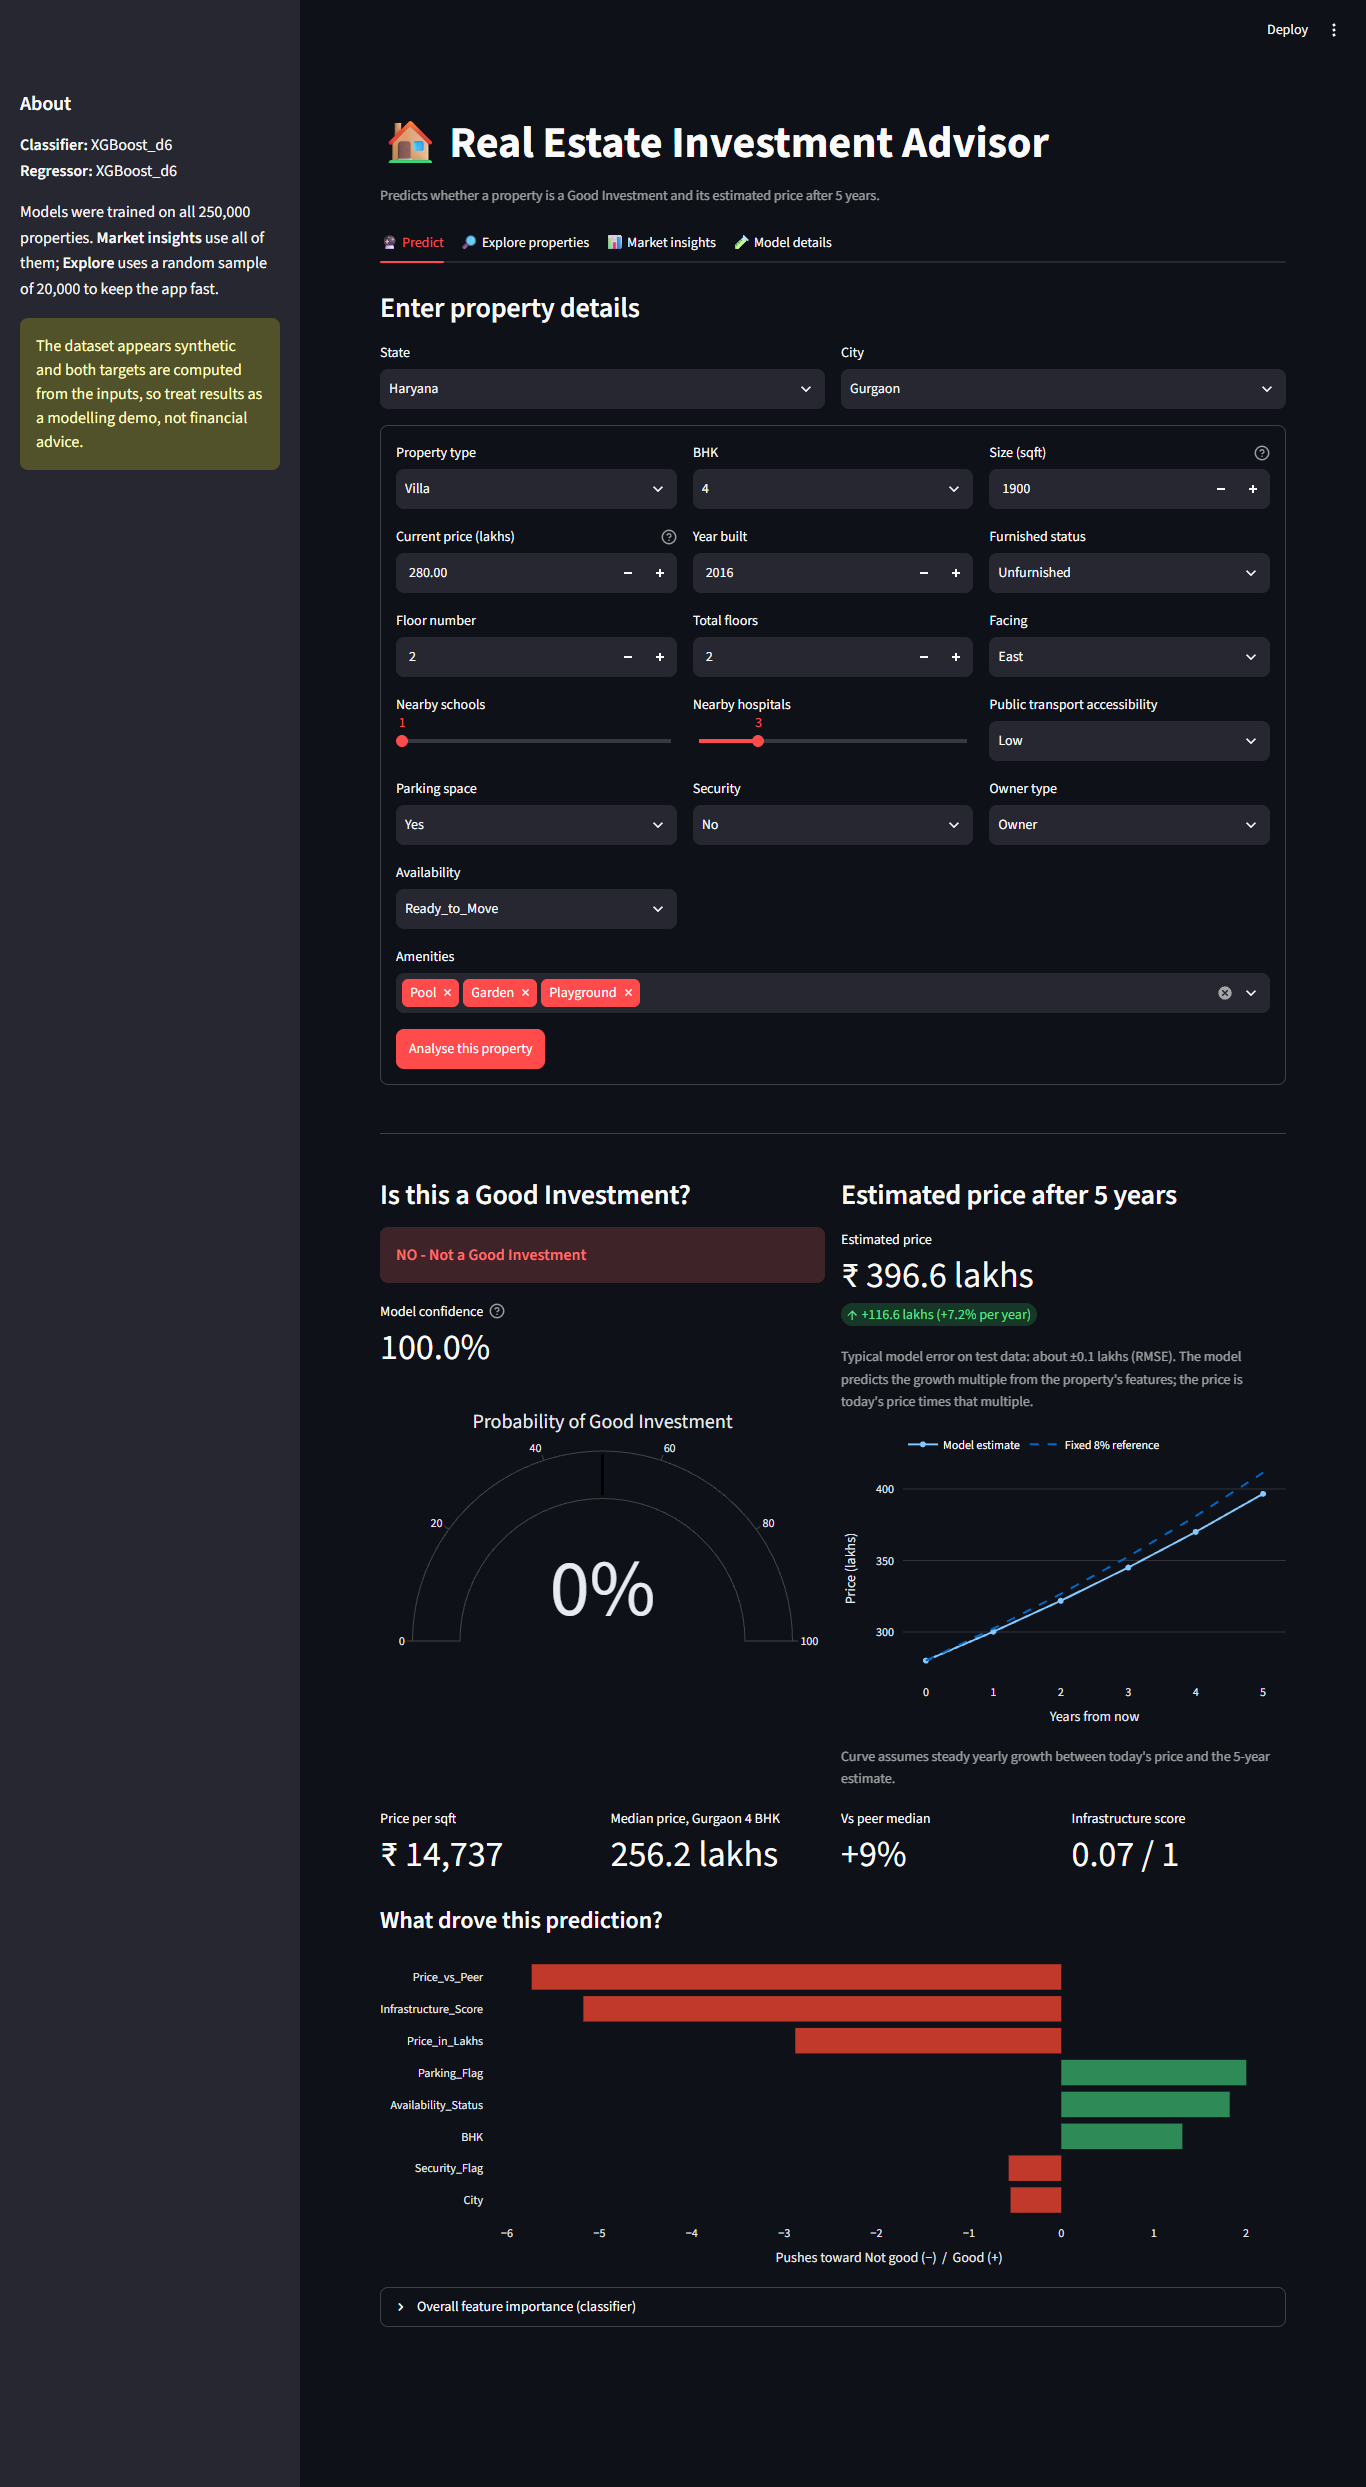 Deploy
About
Classifier: XGBoost_d6
Regressor: XGBoost_d6
Models were trained on all 250,000
properties. Market insights use all of
them; Explore uses a random sample
of 20,000 to keep the app fast.
The dataset appears synthetic
and both targets are computed
from the inputs, so treat results as
a modelling demo, not financial
advice.
Real Estate Investment Advisor
Predicts whether a property is a Good Investment and its estimated price after 5 years.
Predict Explore properties Market insights Model details
Enter property details
State City
Haryana Gurgaon
Property type BHK Size (sqft)
Villa 4 1900
Current price (lakhs) Year built Furnished status
280.00 2016 Unfurnished
Floor number Total floors Facing
2 2 East
Nearby schools Nearby hospitals Public transport accessibility
1 3
Low
Parking space Security Owner type
Yes No Owner
Availability
Ready_to_Move
Amenities
Pool × Garden × Playground ×
Analyse this property
Is this a Good Investment?
NO - Not a Good Investment
Model confidence
100.0%
Probability of Good Investment
0 20 40 60 80 100
0%
Estimated price after 5 years
Estimated price
₹ 396.6 lakhs
↑ +116.6 lakhs (+7.2% per year)
Typical model error on test data: about ±0.1 lakhs (RMSE). The model
predicts the growth multiple from the property's features; the price is
today's price times that multiple.
Model estimate Fixed 8% reference
Price (lakhs)
400
350
300
0 1 2 3 4 5
Years from now
Curve assumes steady yearly growth between today's price and the 5-year
estimate.
Price per sqft Median price, Gurgaon 4 BHK Vs peer median Infrastructure score
₹ 14,737 256.2 lakhs +9% 0.07 / 1
What drove this prediction?
Price_vs_Peer
Infrastructure_Score
Price_in_Lakhs
Parking_Flag
Availability_Status
BHK
Security_Flag
City
−6 −5 −4 −3 −2 −1 0 1 2
Pushes toward Not good (−) / Good (+)
Overall feature importance (classifier)